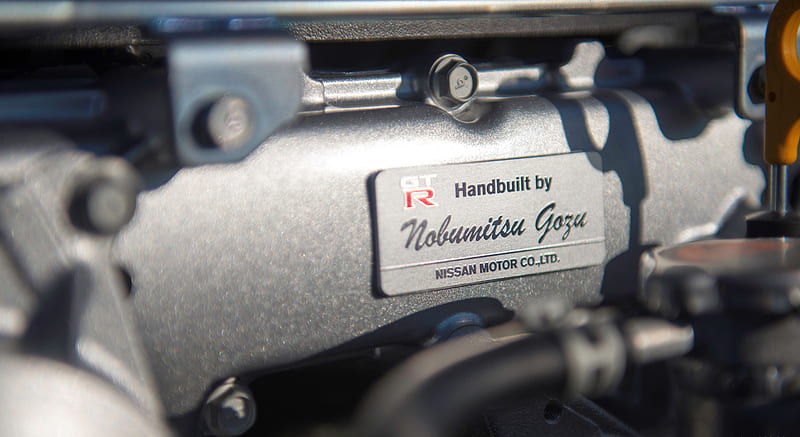 GT
R
Handbuilt by
Nobumitsu Gozu
NISSAN MOTOR CO.,LTD.